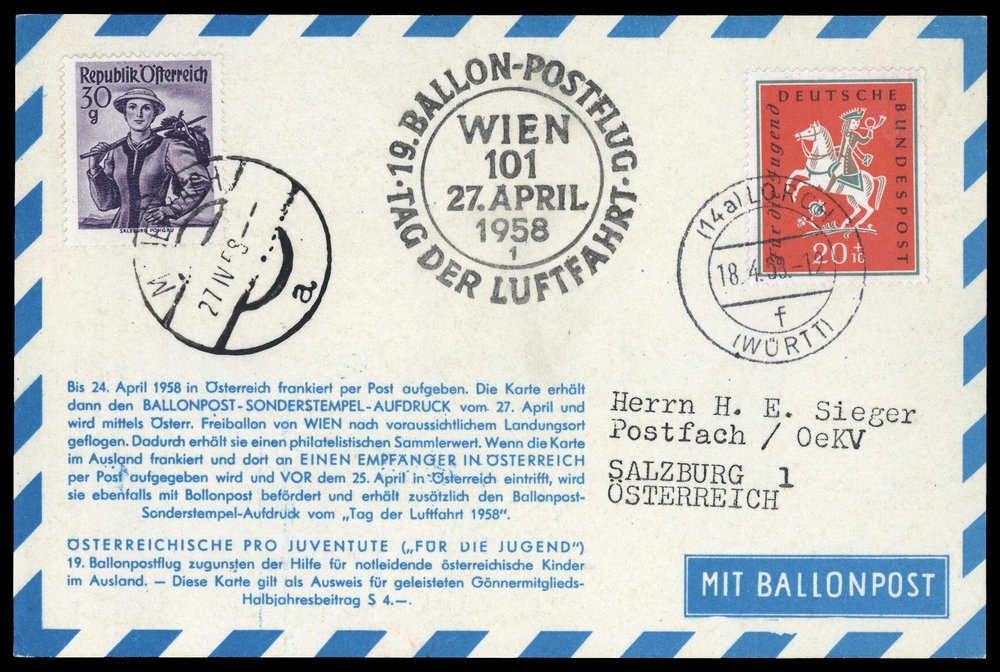 Republik Österreich
30
g
SALZBURG, PONGAU
27 IV 58
a
19. BALLON-POSTFLUG · TAG DER LUFTFAHRT ·
WIEN
101
27. APRIL
1958
1
DEUTSCHE
BUNDESPOST
Für die Jugend
20 + 10
(14a) LORCH
18.4.58.-12
f
(WÜRTT)
Bis 24. April 1958 in Österreich frankiert per Post aufgeben. Die Karte erhält
dann den BALLONPOST-SONDERSTEMPEL-AUFDRUCK vom 27. April und
wird mittels Österr. Freiballon von WIEN nach voraussichtlichem Landungsort
geflogen. Dadurch erhält sie einen philatelistischen Sammlerwert. Wenn die Karte
im Ausland frankiert und dort an EINEN EMPFÄNGER IN ÖSTERREICH
per Post aufgegeben wird und VOR dem 25. April in Österreich eintrifft, wird
sie ebenfalls mit Bollonpost befördert und erhält zusätzlich den Ballonpost-
Sonderstempel-Aufdruck vom „Tag der Luftfahrt 1958".
ÖSTERREICHISCHE PRO JUVENTUTE („FÜR DIE JUGEND")
19. Ballonpostflug zugunsten der Hilfe für notleidende österreichische Kinder
im Ausland. — Diese Karte gilt als Ausweis für geleisteten Gönnermitglieds-
Halbjahresbeitrag S 4.—.
Herrn H. E. Sieger
Postfach / OeKV
SALZBURG 1
ÖSTERREICH
MIT BALLONPOST